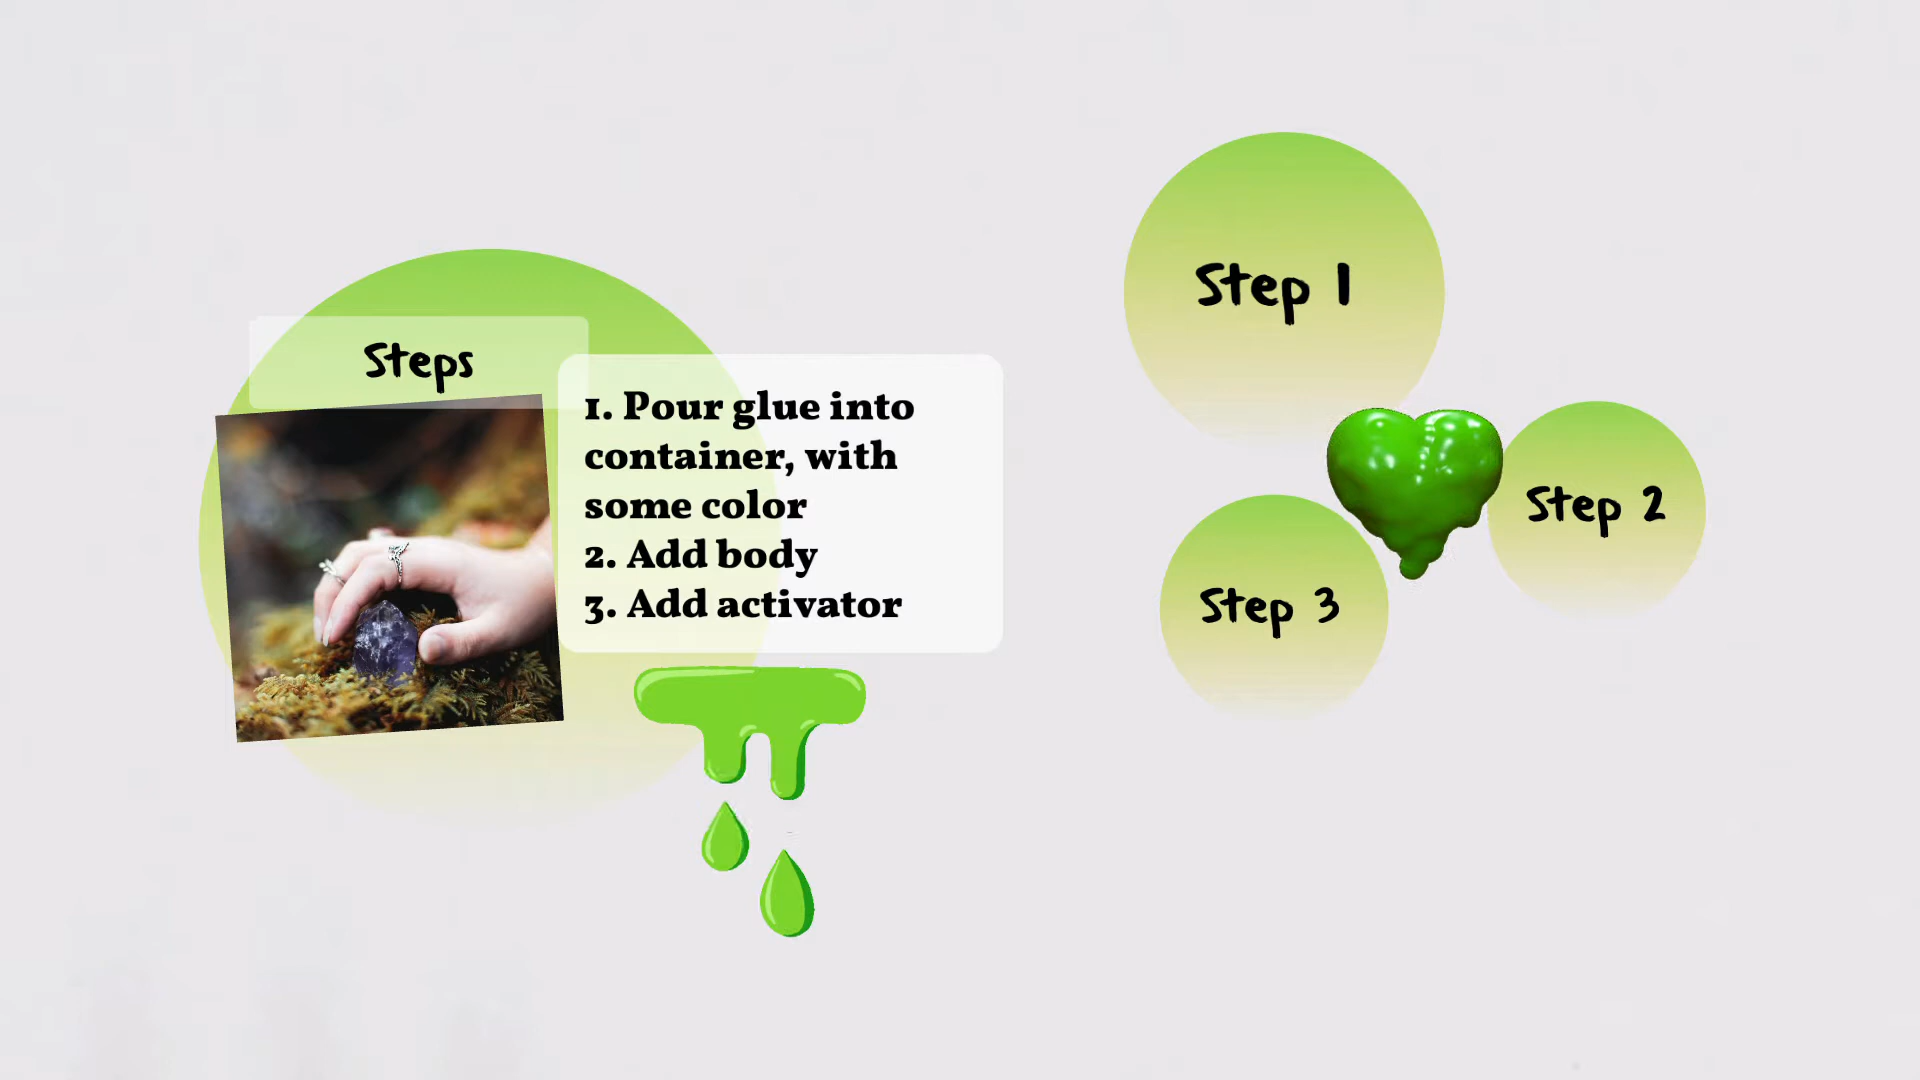 Steps
1. Pour glue into
container, with
some color
2. Add body
3. Add activator
Step 1
Step 2
Step 3